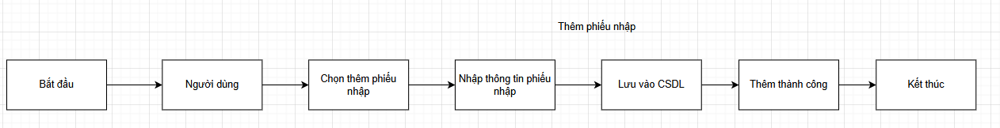 Thêm phiếu nhập
Bắt đầu
Người dùng
Chọn thêm phiếu
nhập
Nhập thông tin phiếu
nhập
Lưu vào CSDL
Thêm thành công
Kết thúc